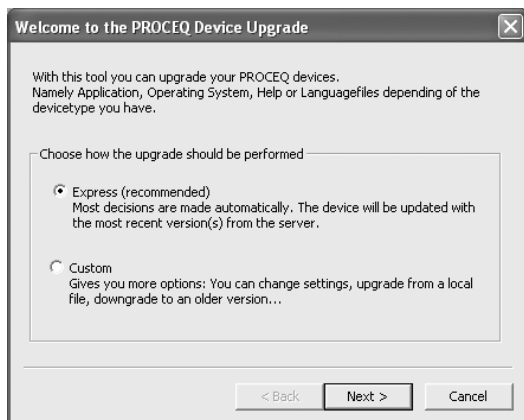 Welcome to the PROCEQ Device Upgrade
With this tool you can upgrade your PROCEQ devices.
Namely Application, Operating System, Help or Languagefiles depending of the
devicetype you have.
Choose how the upgrade should be performed
Express (recommended)
Most decisions are made automatically. The device will be updated with
the most recent version(s) from the server.
Custom
Gives you more options: You can change settings, upgrade from a local
file, downgrade to an older version...
< Back
Next >
Cancel